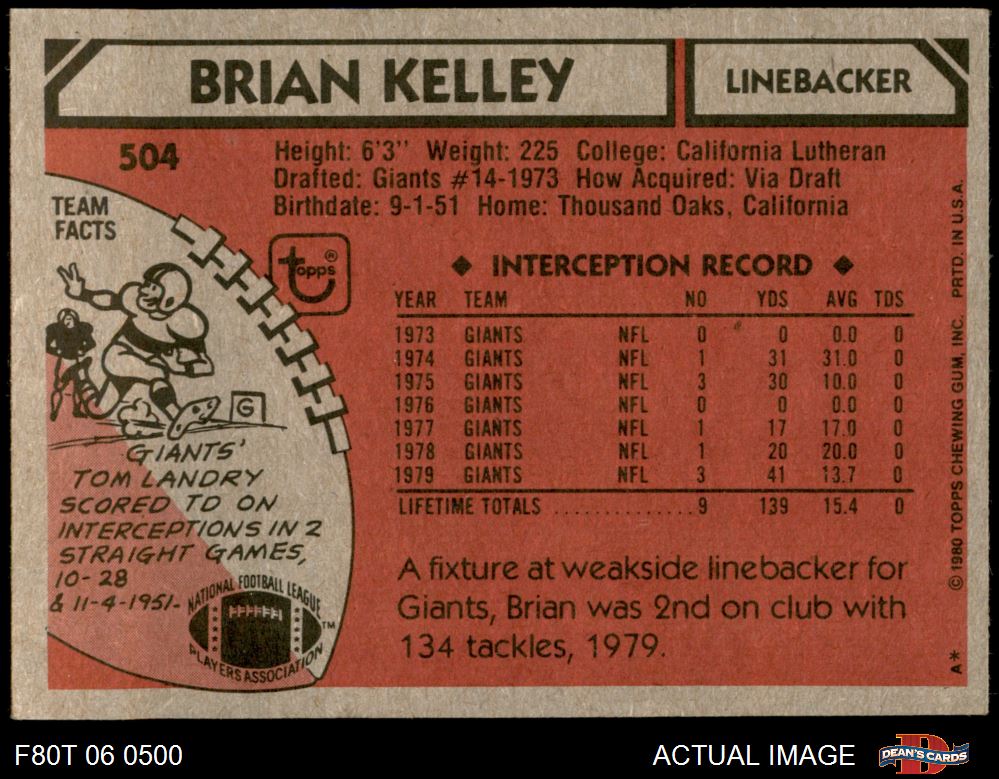 BRIAN KELLEY
LINEBACKER
504
Height: 6'3" Weight: 225 College: California Lutheran
Drafted: Giants #14-1973 How Acquired: Via Draft
Birthdate: 9-1-51 Home: Thousand Oaks, California
TEAM
FACTS
topps®
G
GIANTS'
TOM LANDRY
SCORED TD ON
INTERCEPTIONS IN 2
STRAIGHT GAMES,
10-28
& 11-4-1951.
NATIONAL FOOTBALL LEAGUE
PLAYERS ASSOCIATION
TM
◆ INTERCEPTION RECORD ◆
YEAR TEAM NO YDS AVG TDS
1973 GIANTS NFL 0 0 0.0 0
1974 GIANTS NFL 1 31 31.0 0
1975 GIANTS NFL 3 30 10.0 0
1976 GIANTS NFL 0 0 0.0 0
1977 GIANTS NFL 1 17 17.0 0
1978 GIANTS NFL 1 20 20.0 0
1979 GIANTS NFL 3 41 13.7 0
LIFETIME TOTALS ..............9 139 15.4 0
A fixture at weakside linebacker for
Giants, Brian was 2nd on club with
134 tackles, 1979.
A* © 1980 TOPPS CHEWING GUM, INC. PRTD. IN U.S.A.
F80T 06 0500
ACTUAL IMAGE
D
DEAN'S CARDS